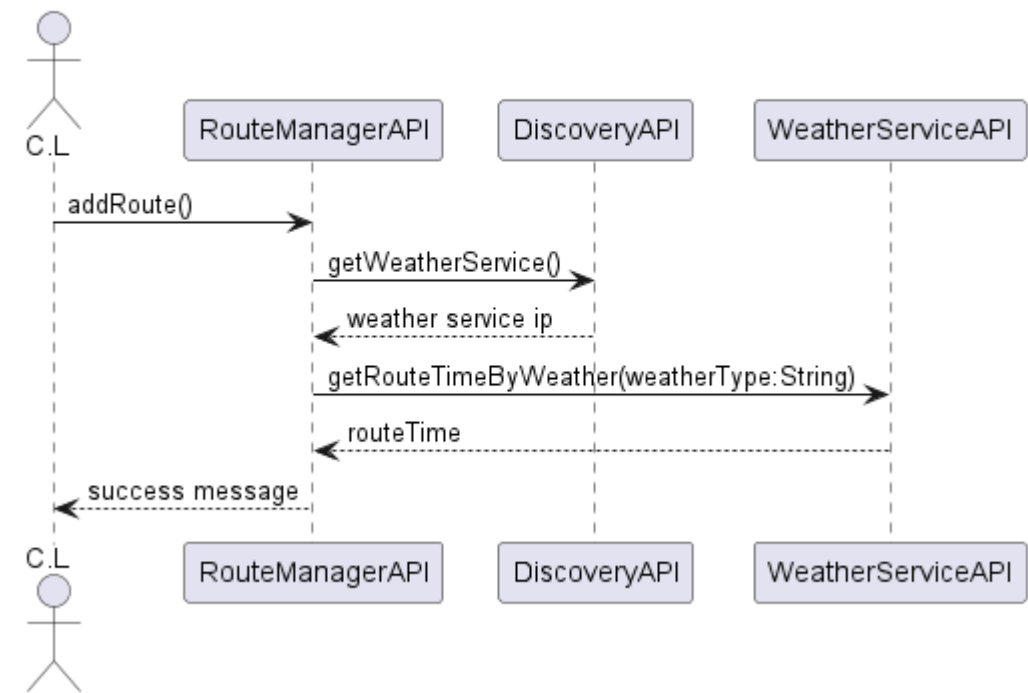 C.L
RouteManagerAPI
DiscoveryAPI
WeatherServiceAPI
addRoute()
getWeatherService()
weather service ip
getRouteTimeByWeather(weatherType:String)
routeTime
success message
C.L
RouteManagerAPI
DiscoveryAPI
WeatherServiceAPI